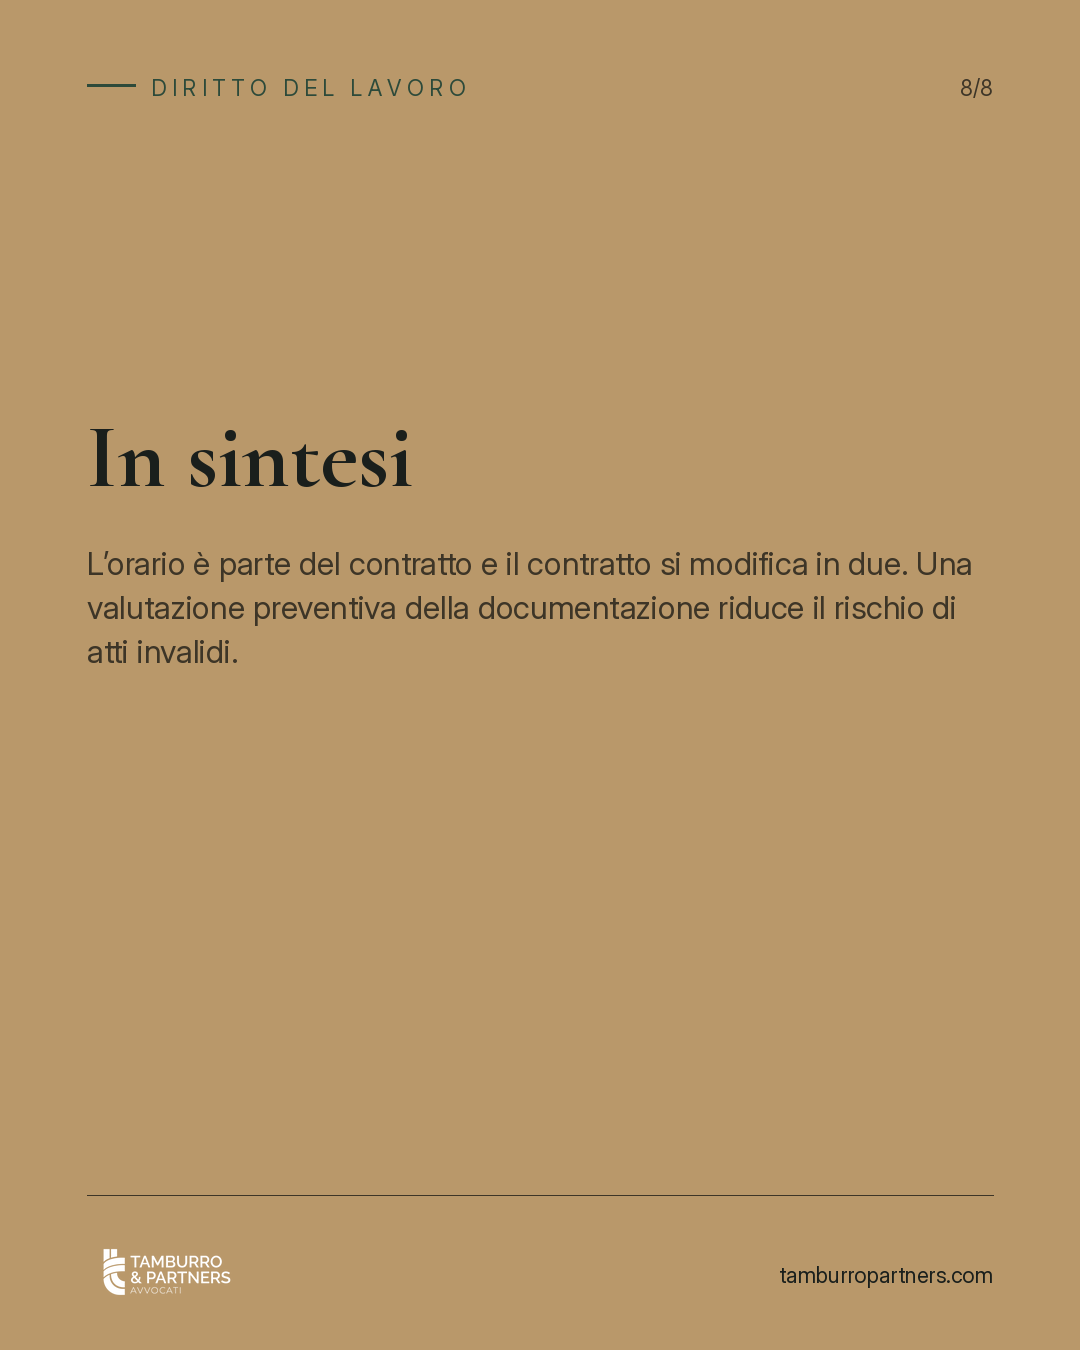 DIRITTO DEL LAVORO
8/8
In sintesi
L’orario è parte del contratto e il contratto si modifica in due. Una
valutazione preventiva della documentazione riduce il rischio di
atti invalidi.
TAMBURRO
& PARTNERS
AVVOCATI
tamburropartners.com